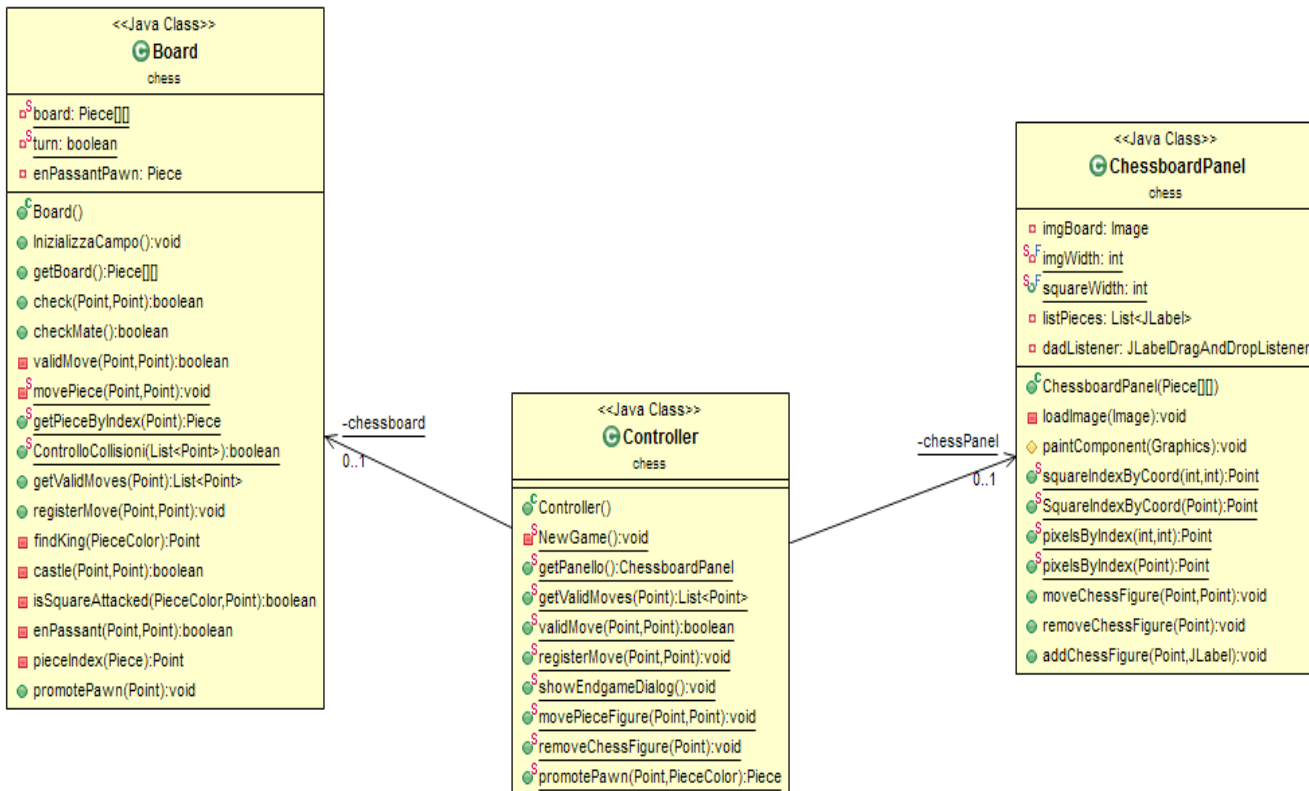 <<Java Class>>
Board
chess
board: Piece[][]
turn: boolean
enPassantPawn: Piece
Board()
InizializzaCampo():void
getBoard():Piece[][]
check(Point,Point):boolean
checkMate():boolean
validMove(Point,Point):boolean
movePiece(Point,Point):void
getPieceByIndex(Point):Piece
ControlloCollisioni(List<Point>):boolean
getValidMoves(Point):List<Point>
registerMove(Point,Point):void
findKing(PieceColor):Point
castle(Point,Point):boolean
isSquareAttacked(PieceColor,Point):boolean
enPassant(Point,Point):boolean
pieceIndex(Piece):Point
promotePawn(Point):void
-chessboard
0..1
<<Java Class>>
Controller
chess
Controller()
NewGame():void
getPanello():ChessboardPanel
getValidMoves(Point):List<Point>
validMove(Point,Point):boolean
registerMove(Point,Point):void
showEndgameDialog():void
movePieceFigure(Point,Point):void
removeChessFigure(Point):void
promotePawn(Point,PieceColor):Piece
-chessPanel
0..1
<<Java Class>>
ChessboardPanel
chess
imgBoard: Image
imgWidth: int
squareWidth: int
listPieces: List<JLabel>
dadListener: JLabelDragAndDropListener
ChessboardPanel(Piece[][])
loadImage(Image):void
paintComponent(Graphics):void
squareIndexByCoord(int,int):Point
SquareIndexByCoord(Point):Point
pixelsByIndex(int,int):Point
pixelsByIndex(Point):Point
moveChessFigure(Point,Point):void
removeChessFigure(Point):void
addChessFigure(Point,JLabel):void